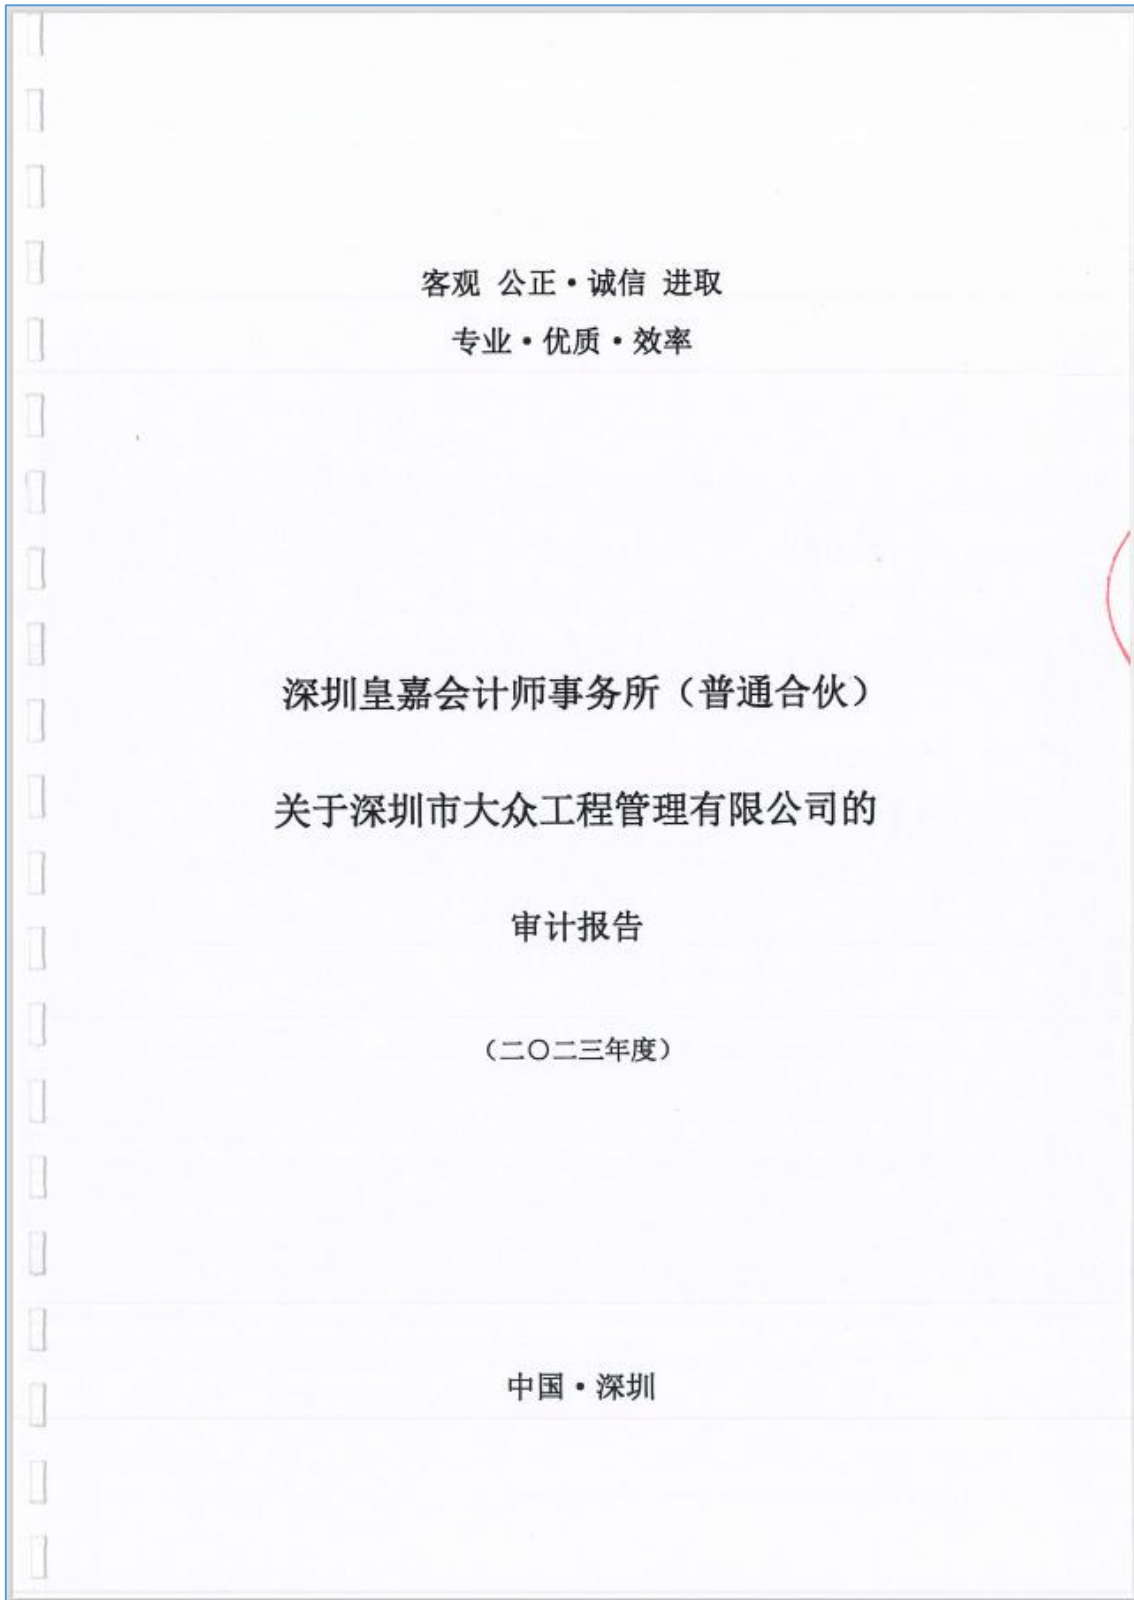 客观 公正·诚信 进取
专业·优质·效率
深圳皇嘉会计师事务所（普通合伙）
关于深圳市大众工程管理有限公司的
审计报告
（二〇二三年度）
中国·深圳